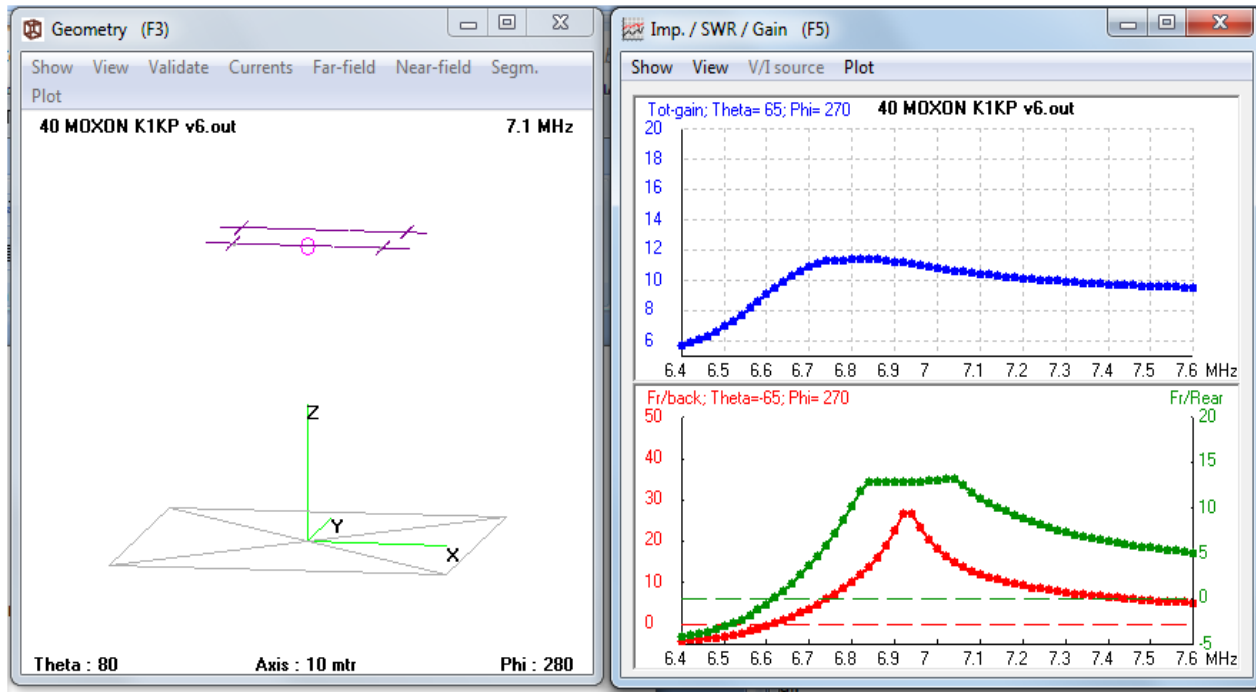 Geometry (F3)
Show View Validate Currents Far-field Near-field Segm.
Plot
40 MOXON K1KP v6.out 7.1 MHz
Z
Y
X
Theta : 80 Axis : 10 mtr Phi : 280
Imp. / SWR / Gain (F5)
Show View V/I source Plot
Tot-gain; Theta= 65; Phi= 270 40 MOXON K1KP v6.out
20
18
16
14
12
10
8
6
6.4 6.5 6.6 6.7 6.8 6.9 7 7.1 7.2 7.3 7.4 7.5 7.6 MHz
Fr/back; Theta=-65; Phi= 270 Fr/Rear
50 20
40 15
30 10
20 5
10 0
0 -5
6.4 6.5 6.6 6.7 6.8 6.9 7 7.1 7.2 7.3 7.4 7.5 7.6 MHz